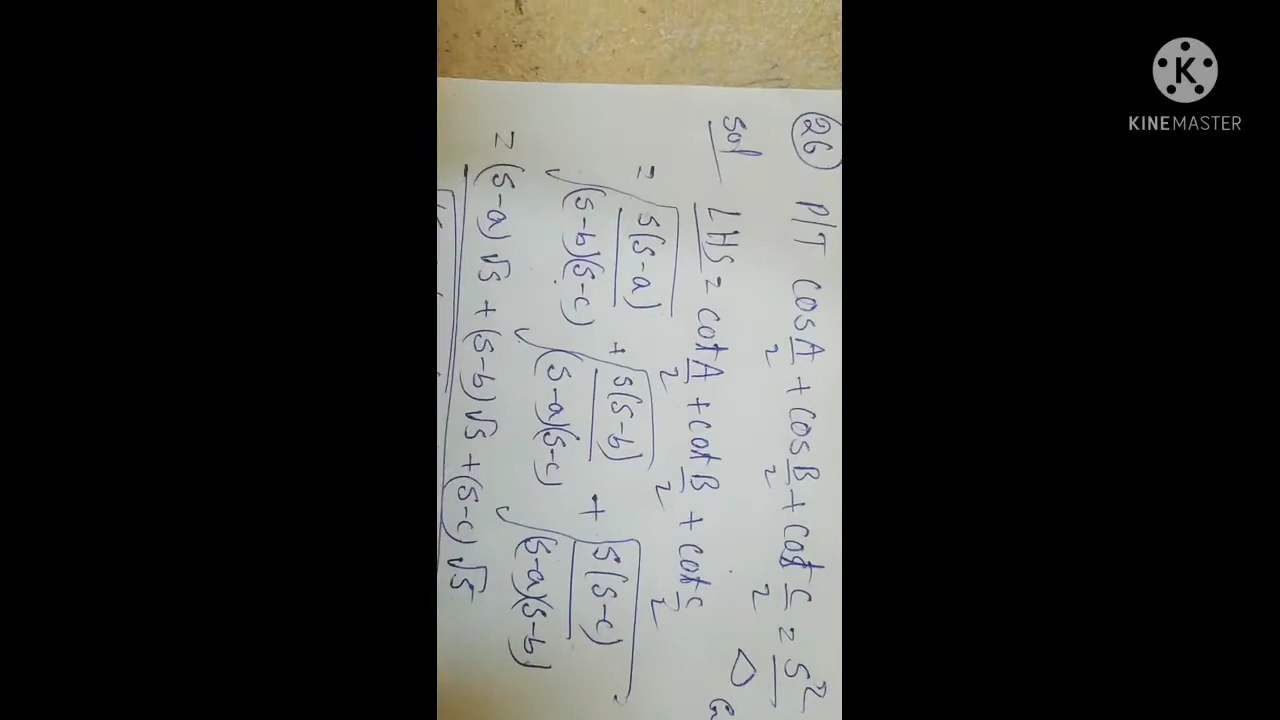 26 P/T cos A/2 + cos B/2 + cot C/2 = S²/Δ
Sol LHS = cot A/2 + cot B/2 + cot C/2
= √(S(S-a)/(S-b)(S-c)) + √(S(S-b)/(S-a)(S-c)) + √(S(S-c)/(S-a)(S-b))
= (S-a)√S + (S-b)√S + (S-c)√S
K
KINEMASTER